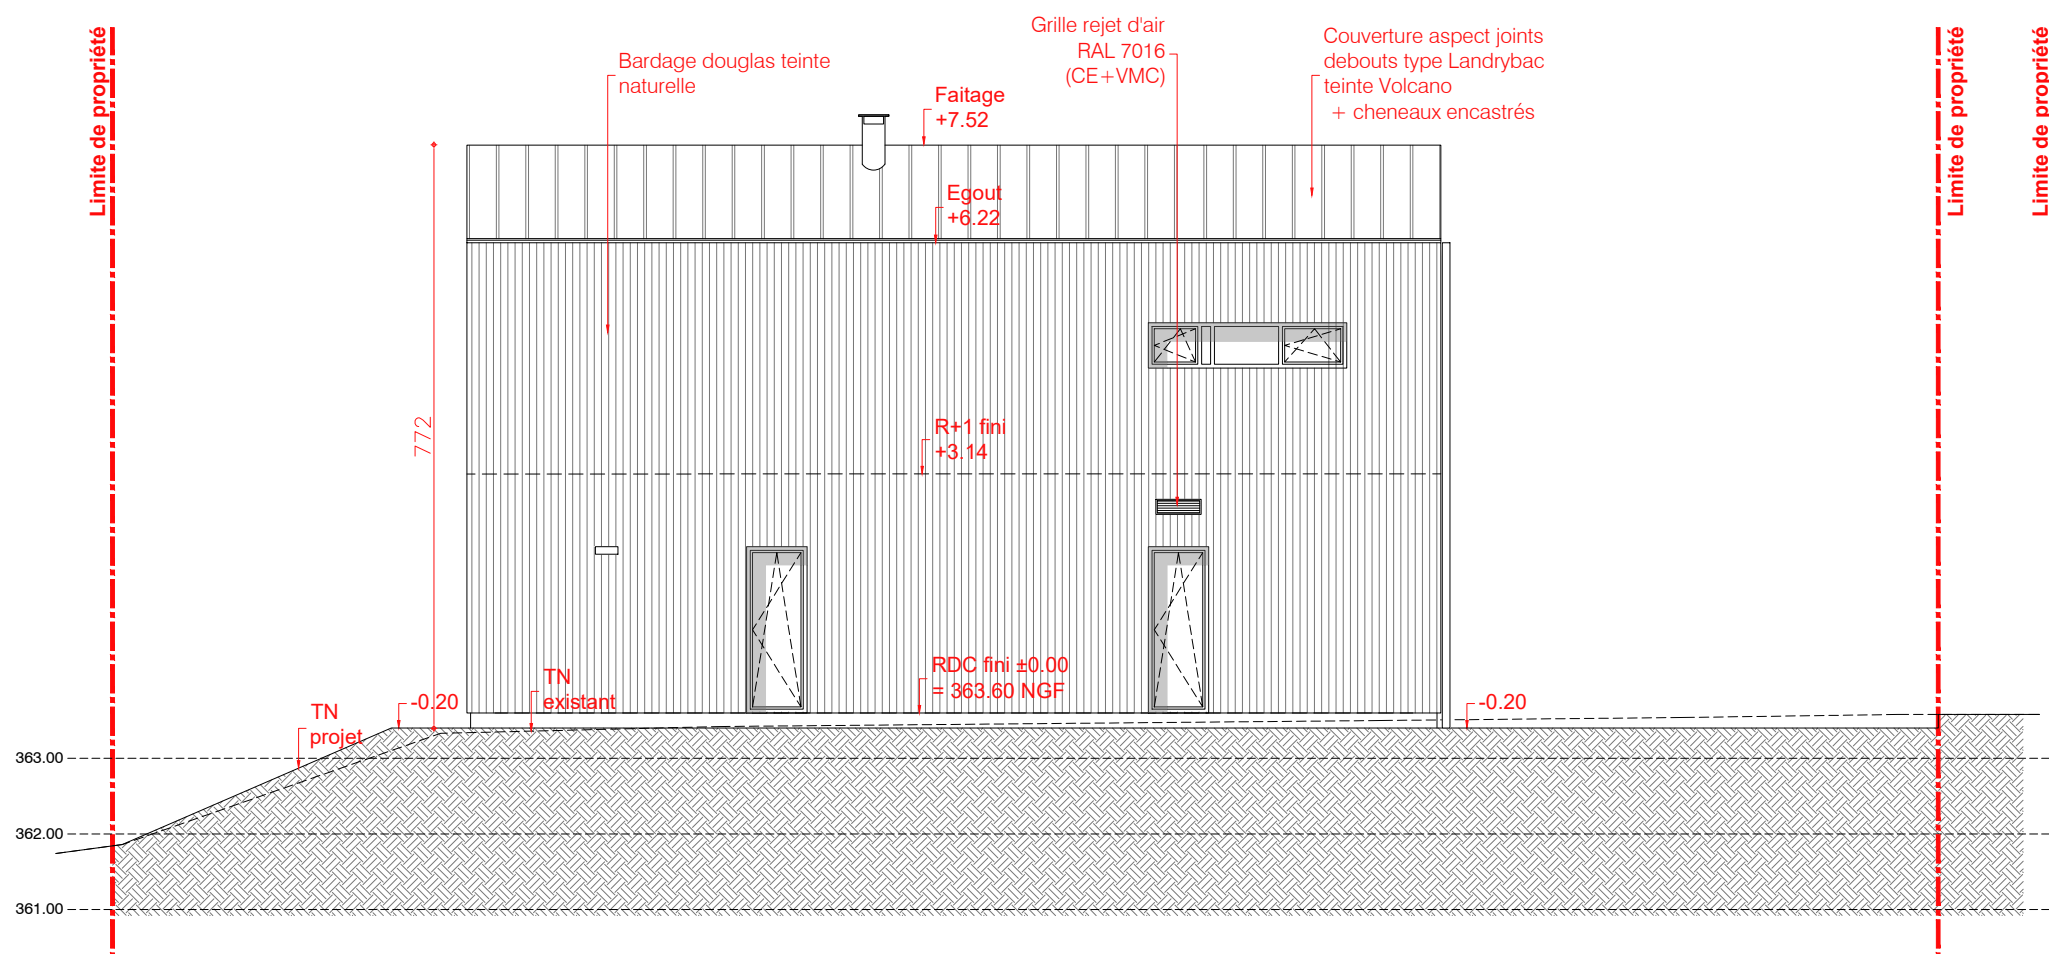 Limite de propriété
Bardage douglas teinte
naturelle
Grille rejet d'air
RAL 7016
(CE+VMC)
Couverture aspect joints
debouts type Landrybac
teinte Volcano
+ cheneaux encastrés
Limite de propriété
Limite de propriété
Faitage
+7.52
Egout
+6.22
772
R+1 fini
+3.14
RDC fini ±0.00
= 363.60 NGF
TN
existant
-0.20
TN
projet
-0.20
363.00
362.00
361.00